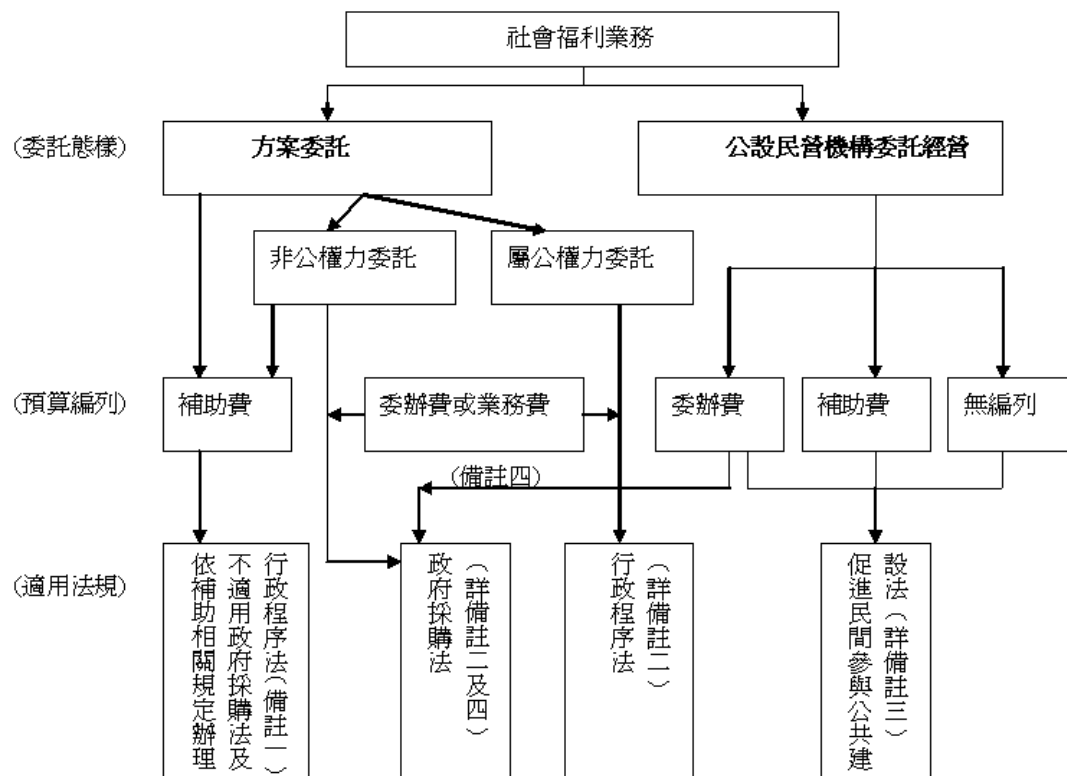 社會福利業務
(委託態樣)
方案委託
公設民營機構委託經營
非公權力委託
屬公權力委託
(預算編列)
補助費
委辦費或業務費
委辦費
補助費
無編列
(備註四)
(適用法規)
依補助相關規定辦理
不適用政府採購法及
行政程序法(備註一)
政府採購法
（詳備註二及四）
行政程序法
（詳備註二）
促進民間參與公共建
設法（詳備註三）